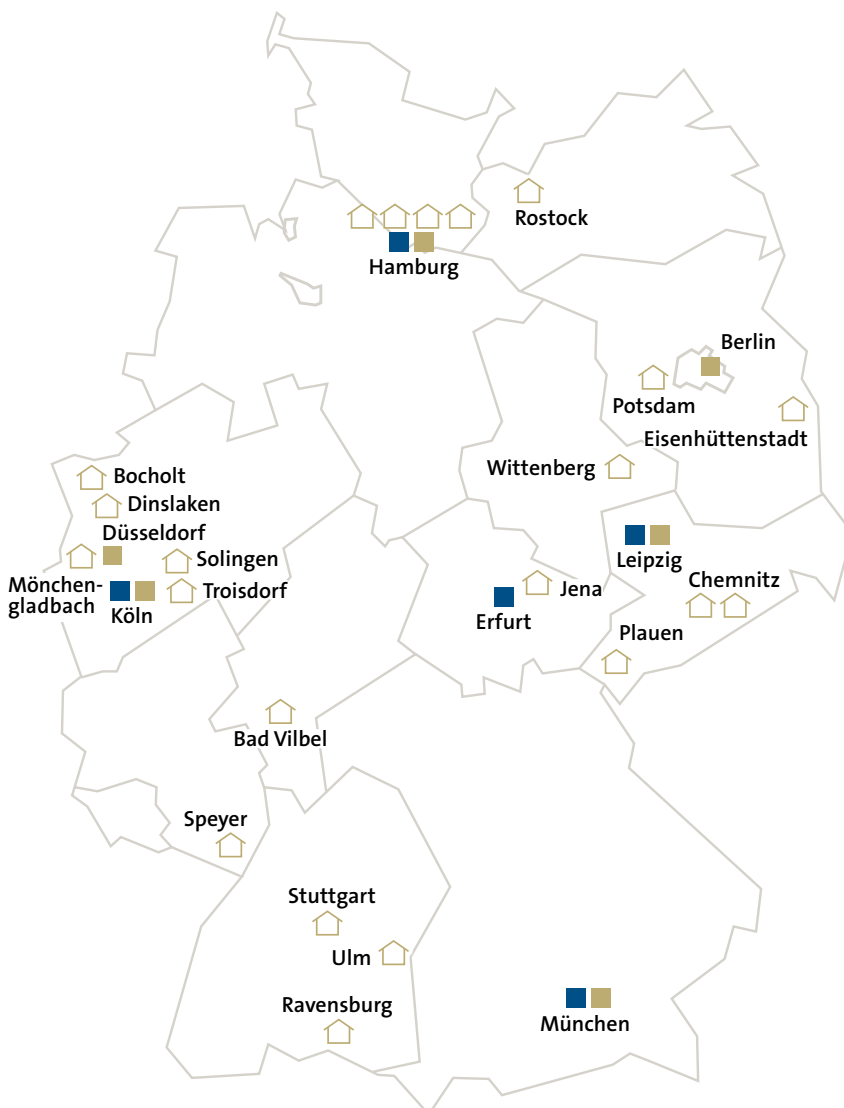 Rostock
Hamburg
Berlin
Potsdam
Eisenhüttenstadt
Wittenberg
Bocholt
Dinslaken
Düsseldorf
Solingen
Mönchen-
gladbach
Köln
Troisdorf
Leipzig
Chemnitz
Jena
Erfurt
Plauen
Bad Vilbel
Speyer
Stuttgart
Ulm
Ravensburg
München